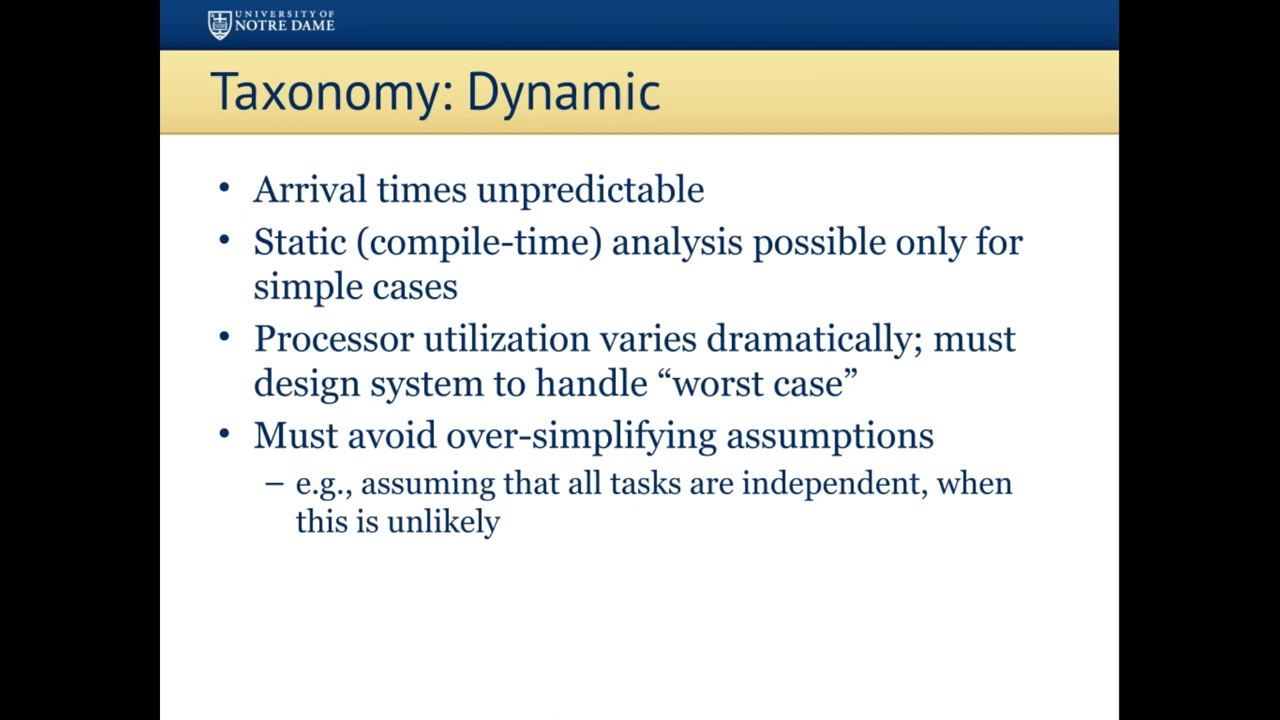 UNIVERSITY OF
NOTRE DAME
Taxonomy: Dynamic
• Arrival times unpredictable
• Static (compile-time) analysis possible only for
simple cases
• Processor utilization varies dramatically; must
design system to handle “worst case”
• Must avoid over-simplifying assumptions
– e.g., assuming that all tasks are independent, when
this is unlikely